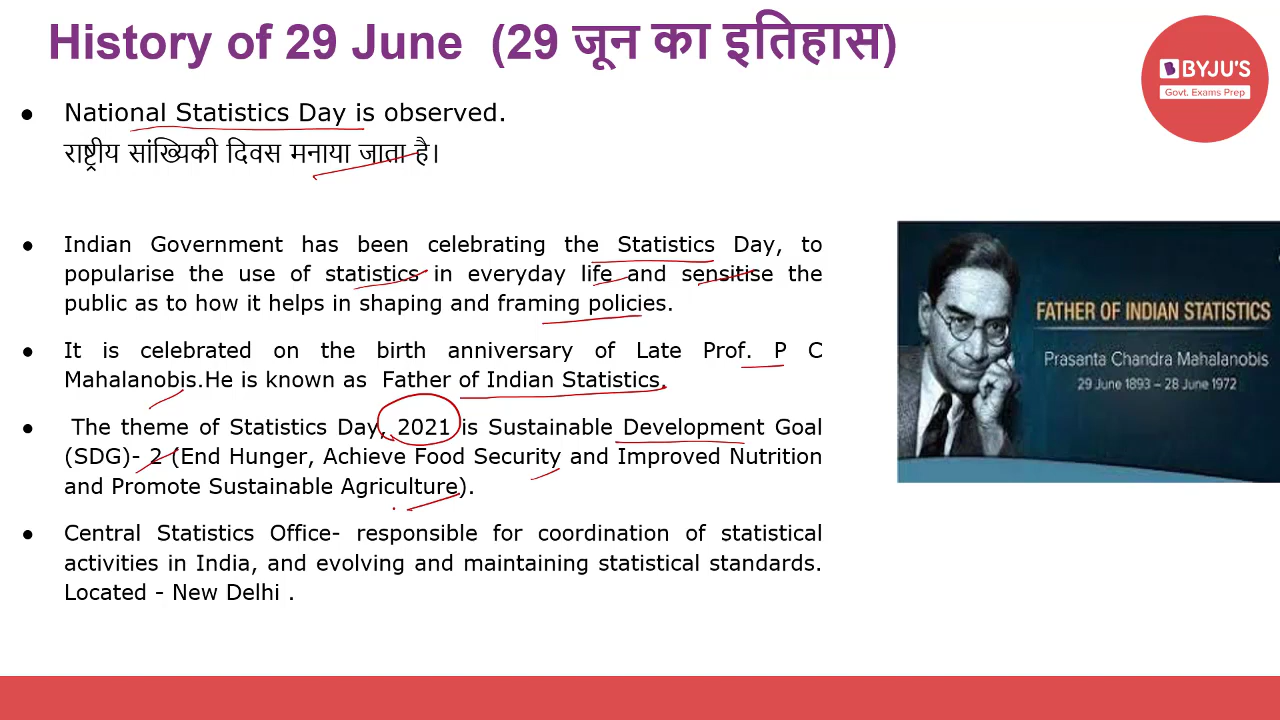 History of 29 June (29 जून का इतिहास)
BYJU'S
Govt. Exams Prep
● National Statistics Day is observed.
राष्ट्रीय सांख्यिकी दिवस मनाया जाता है।
● Indian Government has been celebrating the Statistics Day, to
popularise the use of statistics in everyday life and sensitise the
public as to how it helps in shaping and framing policies.
● It is celebrated on the birth anniversary of Late Prof. P C
Mahalanobis.He is known as Father of Indian Statistics.
● The theme of Statistics Day, 2021 is Sustainable Development Goal
(SDG)- 2 (End Hunger, Achieve Food Security and Improved Nutrition
and Promote Sustainable Agriculture).
● Central Statistics Office- responsible for coordination of statistical
activities in India, and evolving and maintaining statistical standards.
Located - New Delhi .
FATHER OF INDIAN STATISTICS
Prasanta Chandra Mahalanobis
29 June 1893 – 28 June 1972